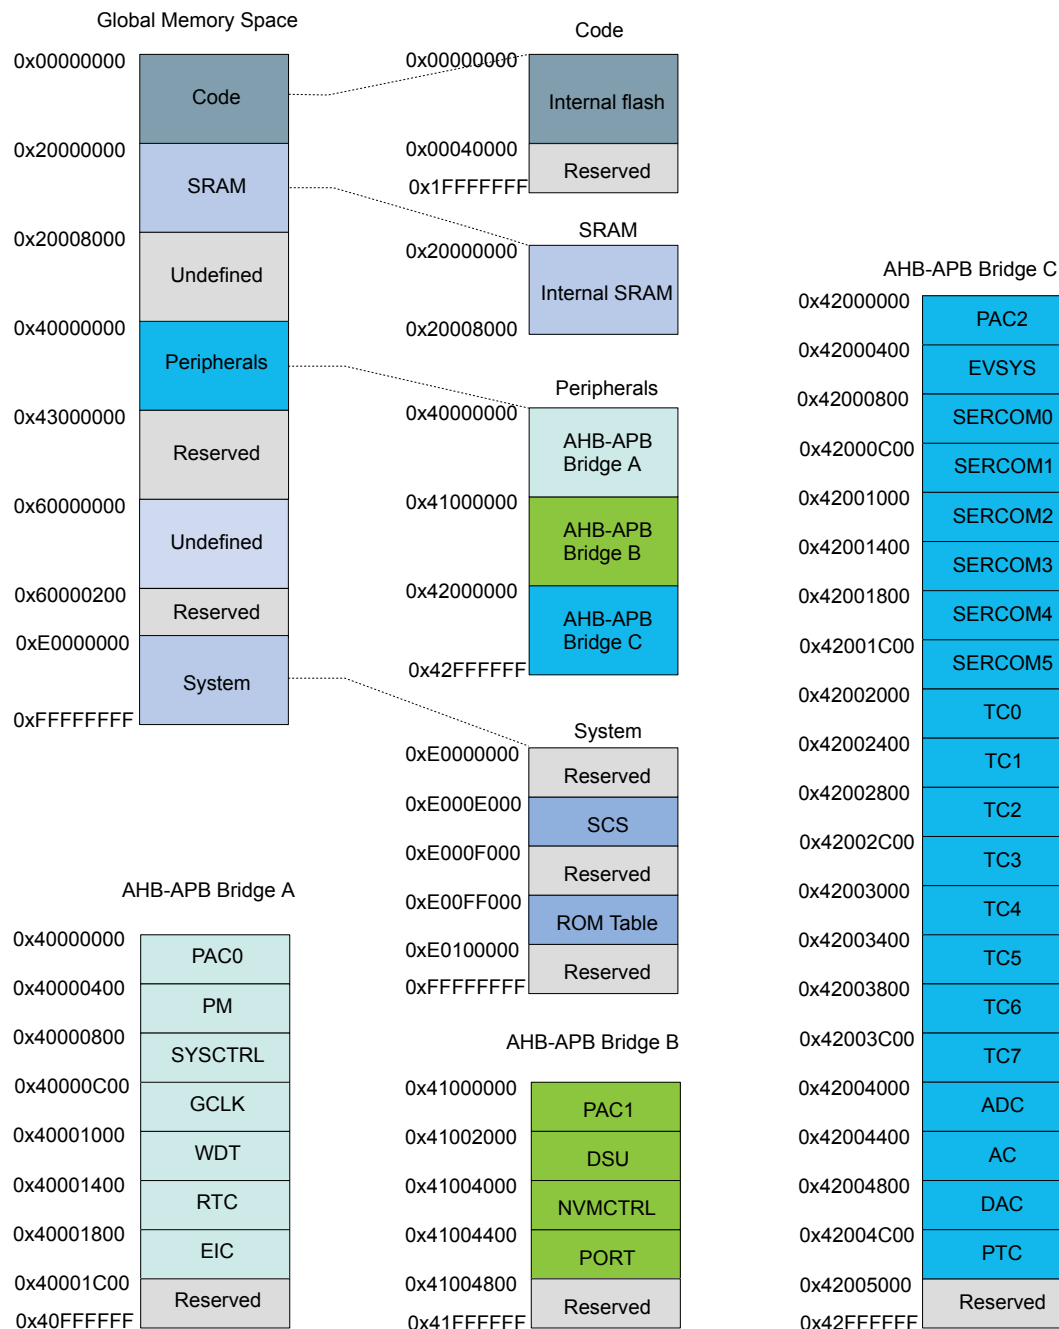 Global Memory Space
0x00000000
Code
0x20000000
SRAM
0x20008000
Undefined
0x40000000
Peripherals
0x43000000
Reserved
0x60000000
Undefined
0x60000200
Reserved
0xE0000000
System
0xFFFFFFFF
Code
0x00000000
Internal flash
0x00040000
Reserved
0x1FFFFFFF
SRAM
0x20000000
Internal SRAM
0x20008000
Peripherals
0x40000000
AHB-APB
Bridge A
0x41000000
AHB-APB
Bridge B
0x42000000
AHB-APB
Bridge C
0x42FFFFFF
System
0xE0000000
Reserved
0xE000E000
SCS
0xE000F000
Reserved
0xE00FF000
ROM Table
0xE0100000
Reserved
0xFFFFFFFF
AHB-APB Bridge A
0x40000000
PAC0
0x40000400
PM
0x40000800
SYSCTRL
0x40000C00
GCLK
0x40001000
WDT
0x40001400
RTC
0x40001800
EIC
0x40001C00
Reserved
0x40FFFFFF
AHB-APB Bridge B
0x41000000
PAC1
0x41002000
DSU
0x41004000
NVMCTRL
0x41004400
PORT
0x41004800
Reserved
0x41FFFFFF
AHB-APB Bridge C
0x42000000
PAC2
0x42000400
EVSYS
0x42000800
SERCOM0
0x42000C00
SERCOM1
0x42001000
SERCOM2
0x42001400
SERCOM3
0x42001800
SERCOM4
0x42001C00
SERCOM5
0x42002000
TC0
0x42002400
TC1
0x42002800
TC2
0x42002C00
TC3
0x42003000
TC4
0x42003400
TC5
0x42003800
TC6
0x42003C00
TC7
0x42004000
ADC
0x42004400
AC
0x42004800
DAC
0x42004C00
PTC
0x42005000
Reserved
0x42FFFFFF